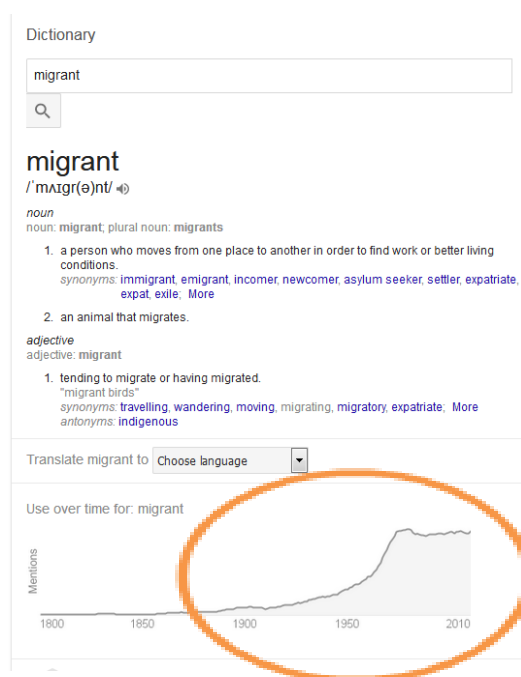 Dictionary
migrant
migrant
/ˈmʌɪɡr(ə)nt/
noun
noun: migrant; plural noun: migrants
1. a person who moves from one place to another in order to find work or better living
conditions.
synonyms: immigrant, emigrant, incomer, newcomer, asylum seeker, settler, expatriate,
expat, exile; More
2. an animal that migrates.
adjective
adjective: migrant
1. tending to migrate or having migrated.
"migrant birds"
synonyms: travelling, wandering, moving, migrating, migratory, expatriate; More
antonyms: indigenous
Translate migrant to Choose language
Use over time for: migrant
Mentions
1800 1850 1900 1950 2010